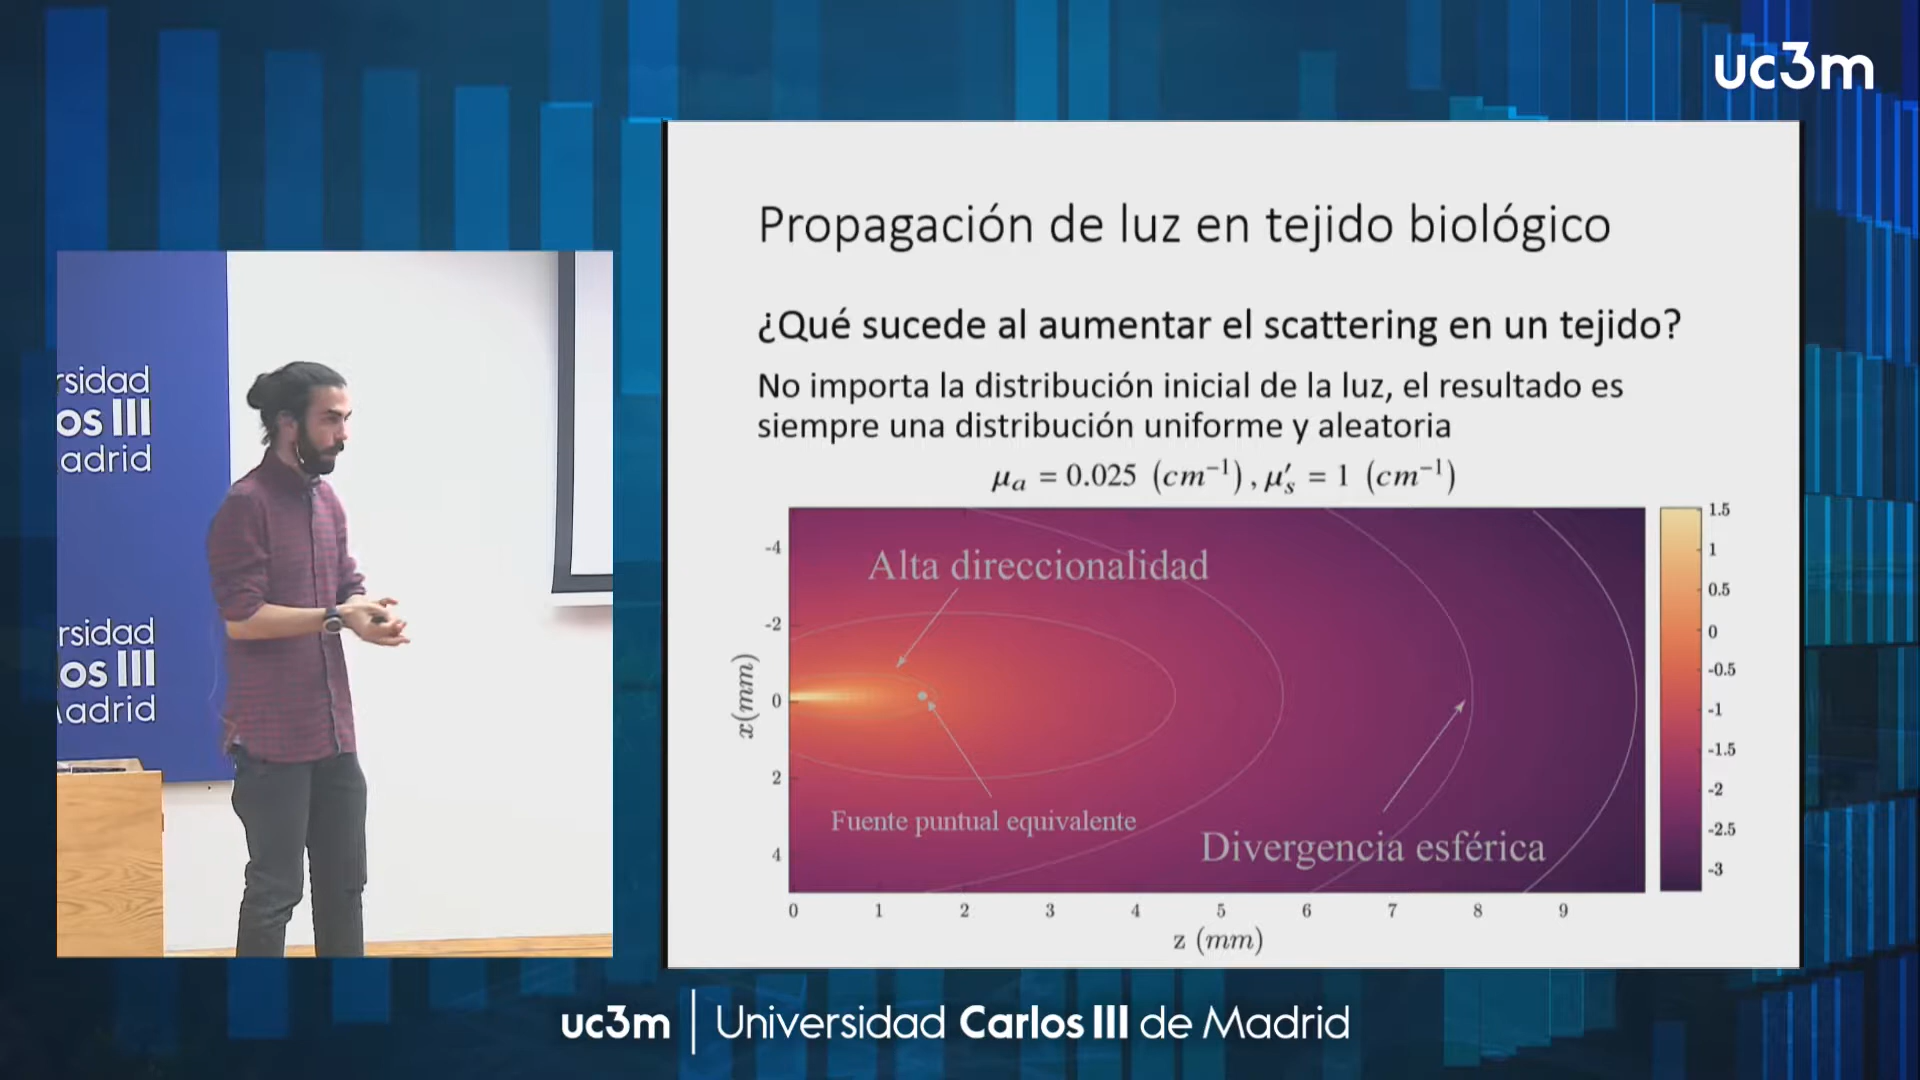 uc3m
Propagación de luz en tejido biológico
¿Qué sucede al aumentar el scattering en un tejido?
No importa la distribución inicial de la luz, el resultado es
siempre una distribución uniforme y aleatoria
μₐ = 0.025 (cm⁻¹), μ′ₛ = 1 (cm⁻¹)
Alta direccionalidad
Fuente puntual equivalente
Divergencia esférica
x(mm)
-4
-2
0
2
4
0 1 2 3 4 5 6 7 8 9
z (mm)
1.5
1
0.5
0
-0.5
-1
-1.5
-2
-2.5
-3
rsidad
os III
adrid
rsidad
os III
Madrid
uc3m | Universidad Carlos III de Madrid